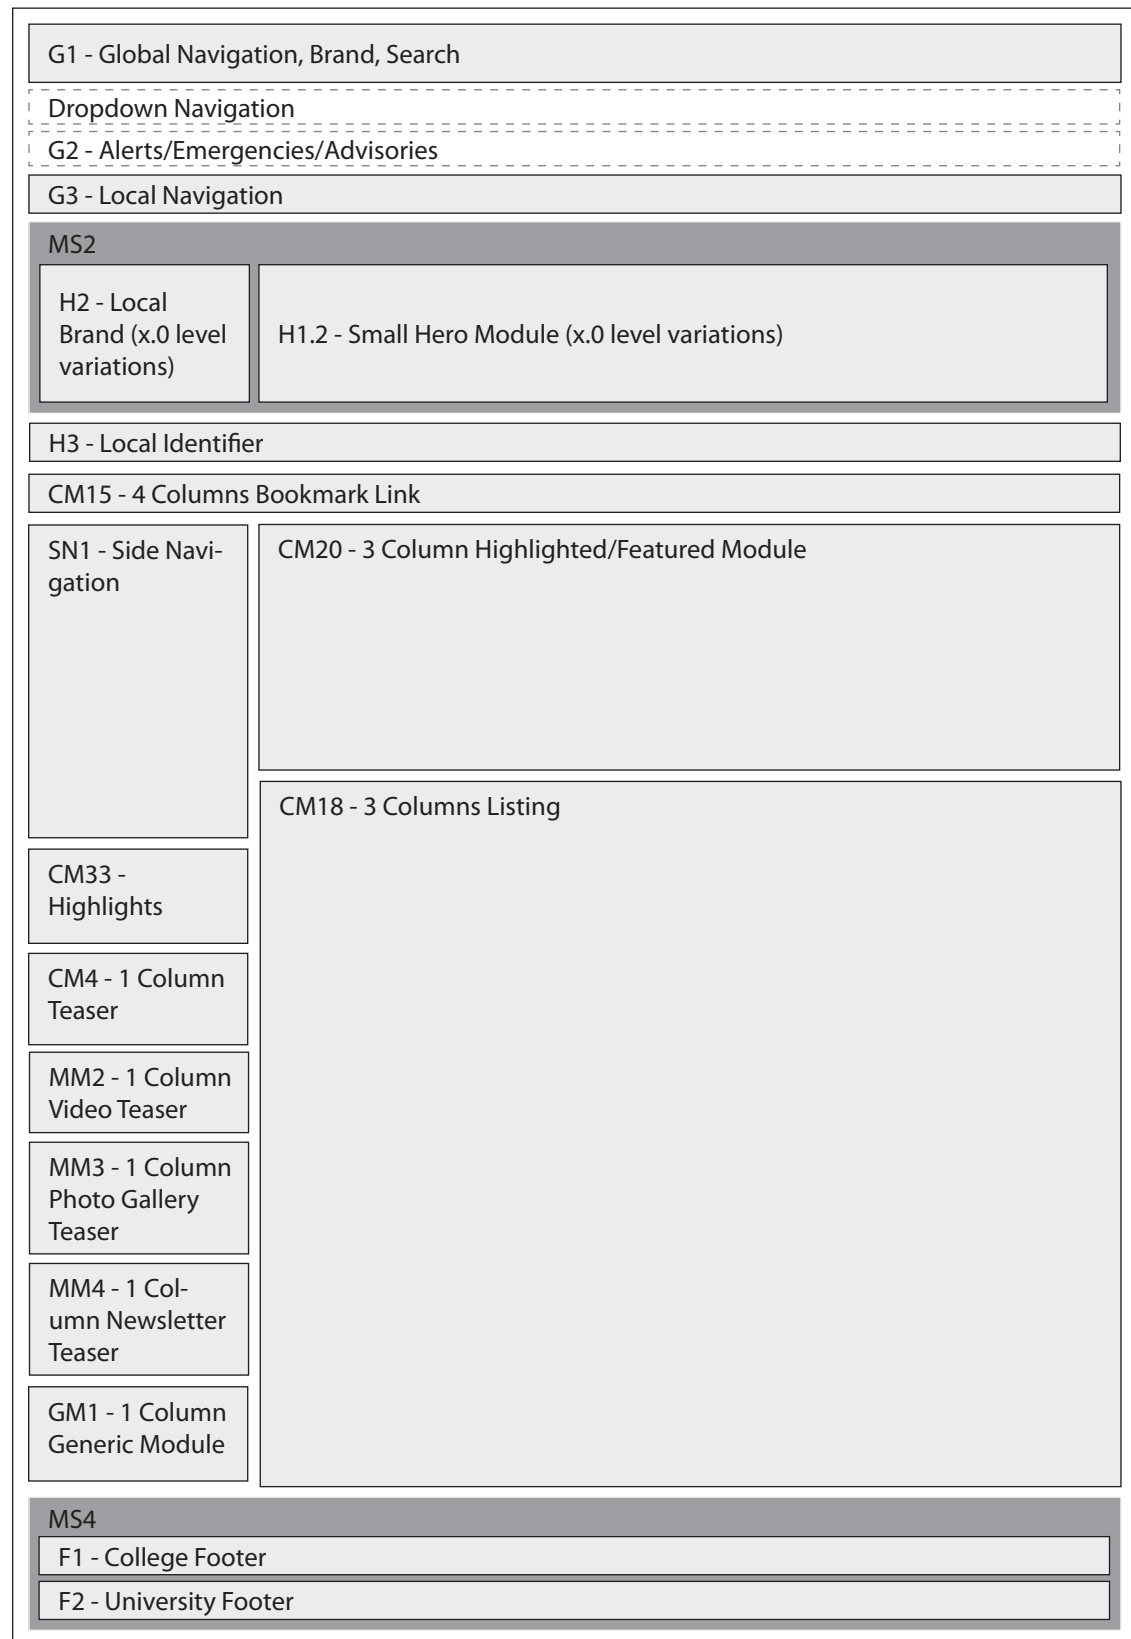 G1 - Global Navigation, Brand, Search
Dropdown Navigation
G2 - Alerts/Emergencies/Advisories
G3 - Local Navigation
MS2
H2 - Local
Brand (x.0 level
variations)
H1.2 - Small Hero Module (x.0 level variations)
H3 - Local Identifier
CM15 - 4 Columns Bookmark Link
SN1 - Side Navi-
gation
CM20 - 3 Column Highlighted/Featured Module
CM18 - 3 Columns Listing
CM33 -
Highlights
CM4 - 1 Column
Teaser
MM2 - 1 Column
Video Teaser
MM3 - 1 Column
Photo Gallery
Teaser
MM4 - 1 Col-
umn Newsletter
Teaser
GM1 - 1 Column
Generic Module
MS4
F1 - College Footer
F2 - University Footer